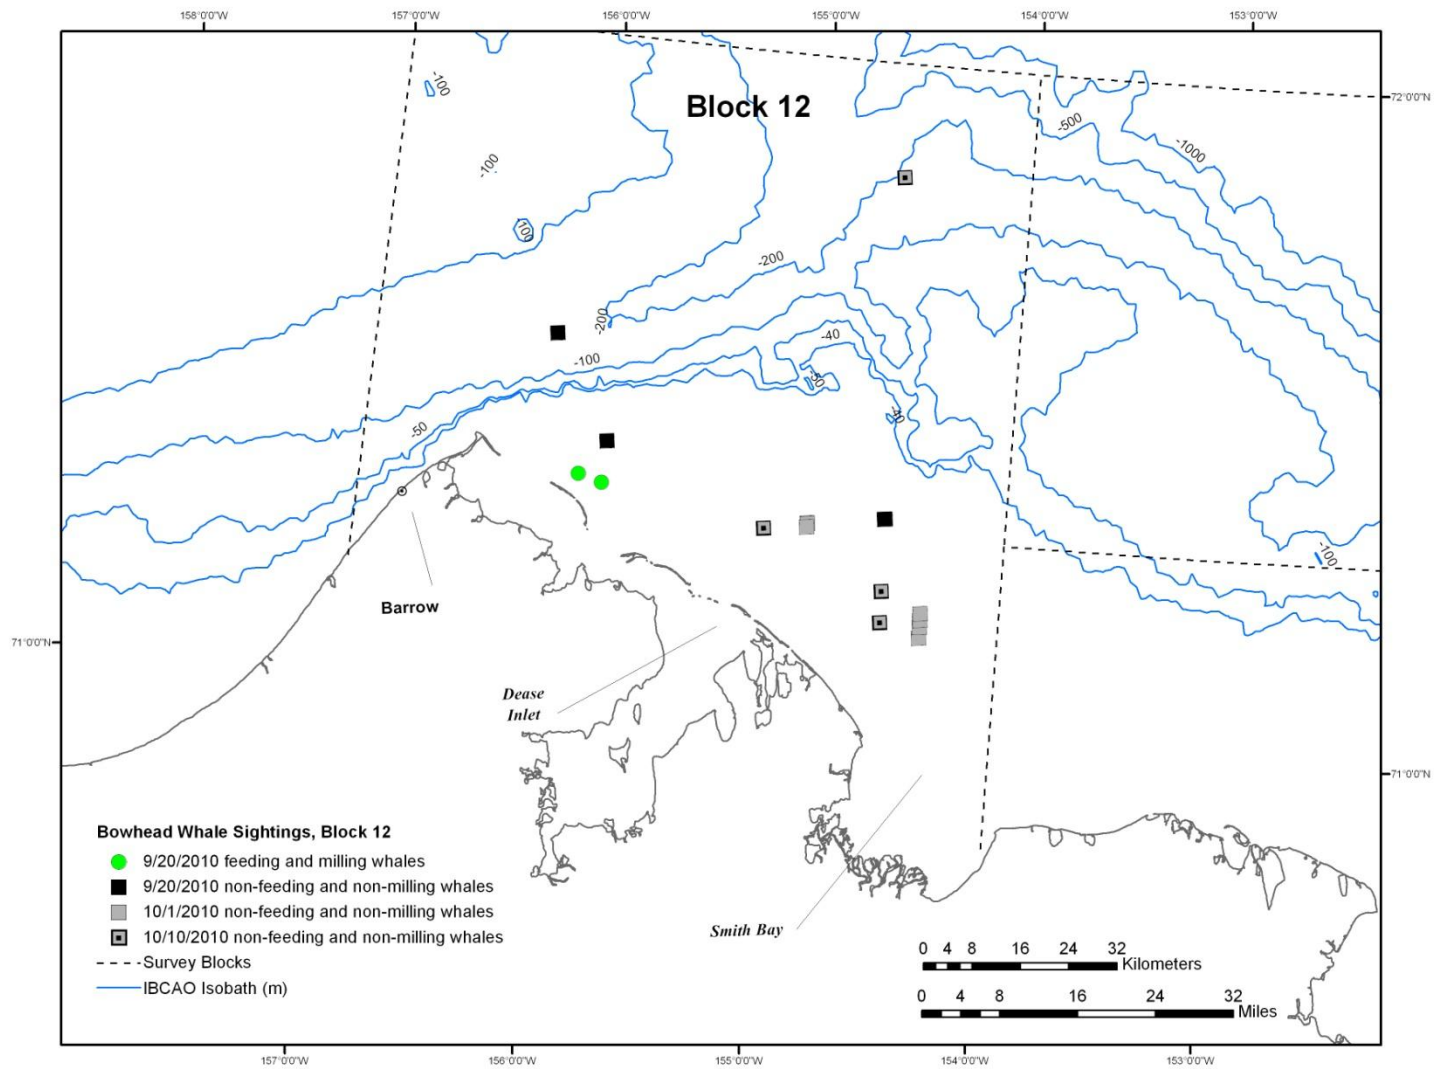 158°0'0"W
157°0'0"W
156°0'0"W
155°0'0"W
154°0'0"W
153°0'0"W
-100
Block 12
72°0'0"N
-500
-1000
-100
-100
-200
-200
-40
-100
-50
-40
-50
-100
Barrow
71°0'0"N
Dease
Inlet
71°0'0"N
Bowhead Whale Sightings, Block 12
9/20/2010 feeding and milling whales
9/20/2010 non-feeding and non-milling whales
10/1/2010 non-feeding and non-milling whales
10/10/2010 non-feeding and non-milling whales
Survey Blocks
IBCAO Isobath (m)
Smith Bay
0 4 8 16 24 32
Kilometers
0 4 8 16 24 32
Miles
157°0'0"W
156°0'0"W
155°0'0"W
154°0'0"W
153°0'0"W